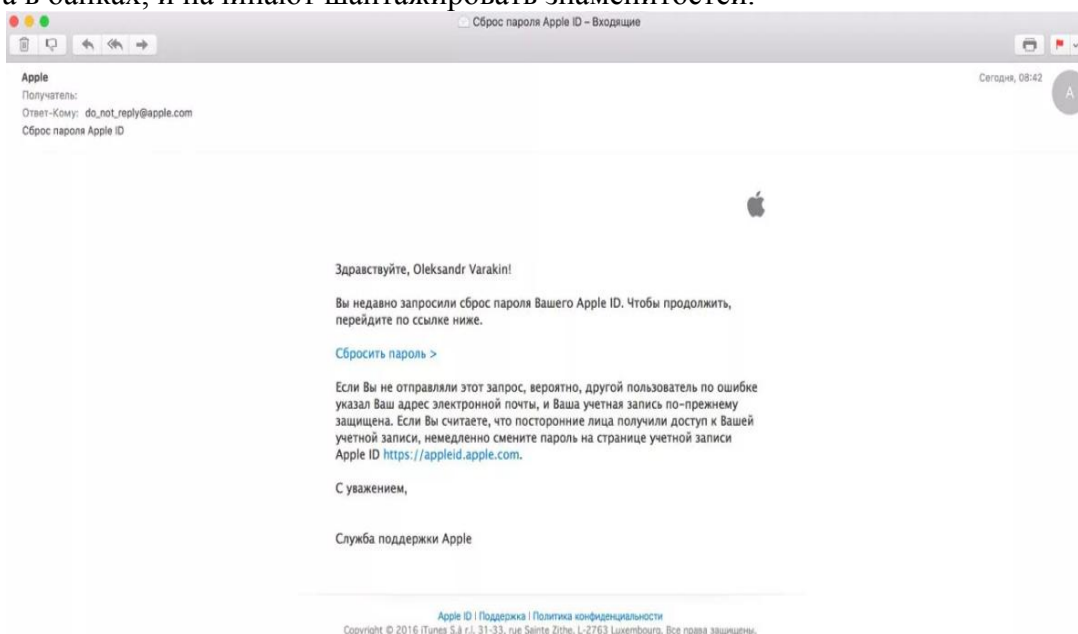 а в банках, и начинают шантажировать знаменитостей.
Сброс пароля Apple ID – Входящие
Apple
Сегодня, 08:42
A
Получатель:
Ответ-Кому: do_not_reply@apple.com
Сброс пароля Apple ID
Здравствуйте, Oleksandr Varakin!
Вы недавно запросили сброс пароля Вашего Apple ID. Чтобы продолжить,
перейдите по ссылке ниже.
Сбросить пароль >
Если Вы не отправляли этот запрос, вероятно, другой пользователь по ошибке
указал Ваш адрес электронной почты, и Ваша учетная запись по-прежнему
защищена. Если Вы считаете, что посторонние лица получили доступ к Вашей
учетной записи, немедленно смените пароль на странице учетной записи
Apple ID https://appleid.apple.com.
С уважением,
Служба поддержки Apple
Apple ID | Поддержка | Политика конфиденциальности
Copyright © 2016 iTunes S.à r.l. 31-33, rue Sainte Zithe, L-2763 Luxembourg. Все права защищены.